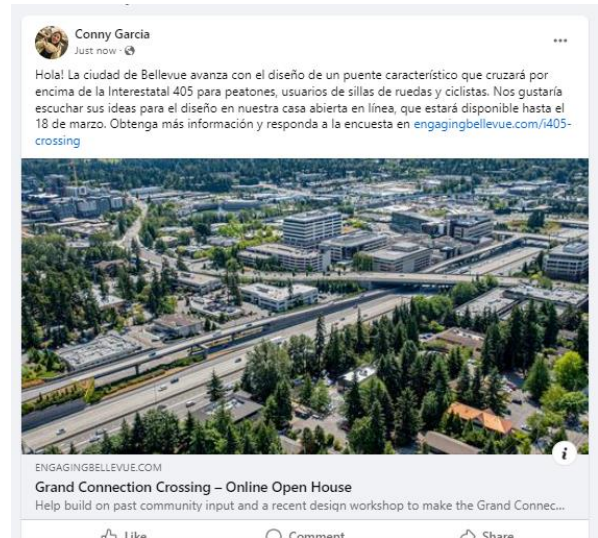 Conny Garcia
Just now ·
Hola! La ciudad de Bellevue avanza con el diseño de un puente característico que cruzará por
encima de la Interestatal 405 para peatones, usuarios de sillas de ruedas y ciclistas. Nos gustaría
escuchar sus ideas para el diseño en nuestra casa abierta en línea, que estará disponible hasta el
18 de marzo. Obtenga más información y responda a la encuesta en engagingbellevue.com/i405-
crossing
i
ENGAGINGBELLEVUE.COM
Grand Connection Crossing – Online Open House
Help build on past community input and a recent design workshop to make the Grand Connec...
Like
Comment
Share